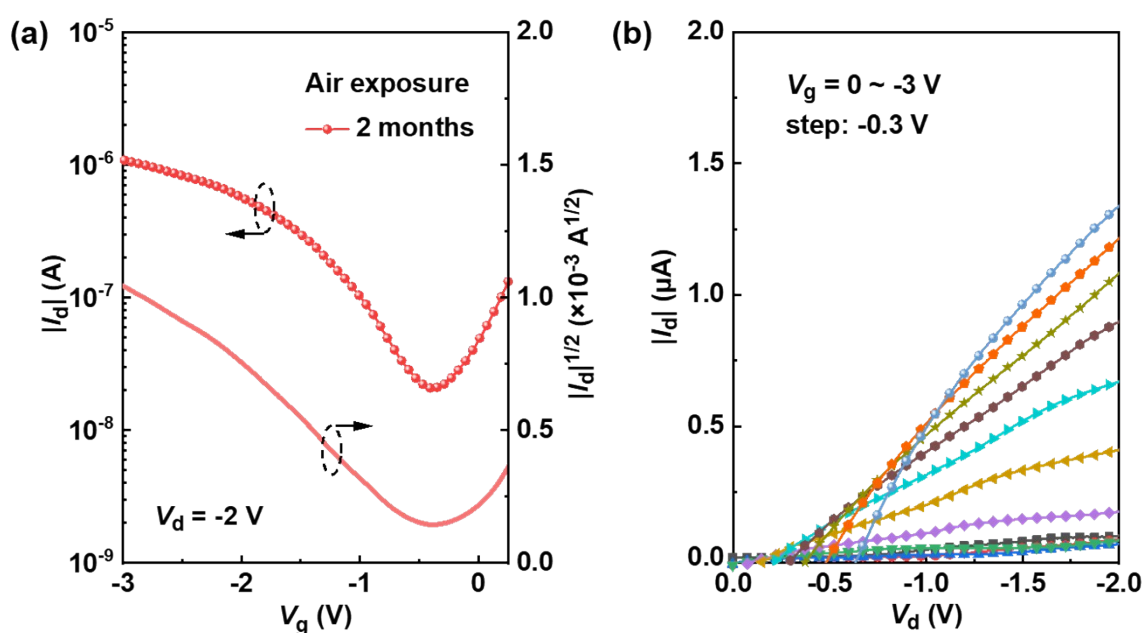 (a)
10⁻⁵
10⁻⁶
10⁻⁷
10⁻⁸
10⁻⁹
|Id| (A)
Air exposure
2 months
Vd = -2 V
-3
-2
-1
0
Vg (V)
2.0
1.5
1.0
0.5
0.0
|Id|^1/2 (×10⁻³ A^1/2)
(b)
2.0
1.5
1.0
0.5
0.0
|Id| (μA)
Vg = 0 ~ -3 V
step: -0.3 V
0.0
-0.5
-1.0
-1.5
-2.0
Vd (V)